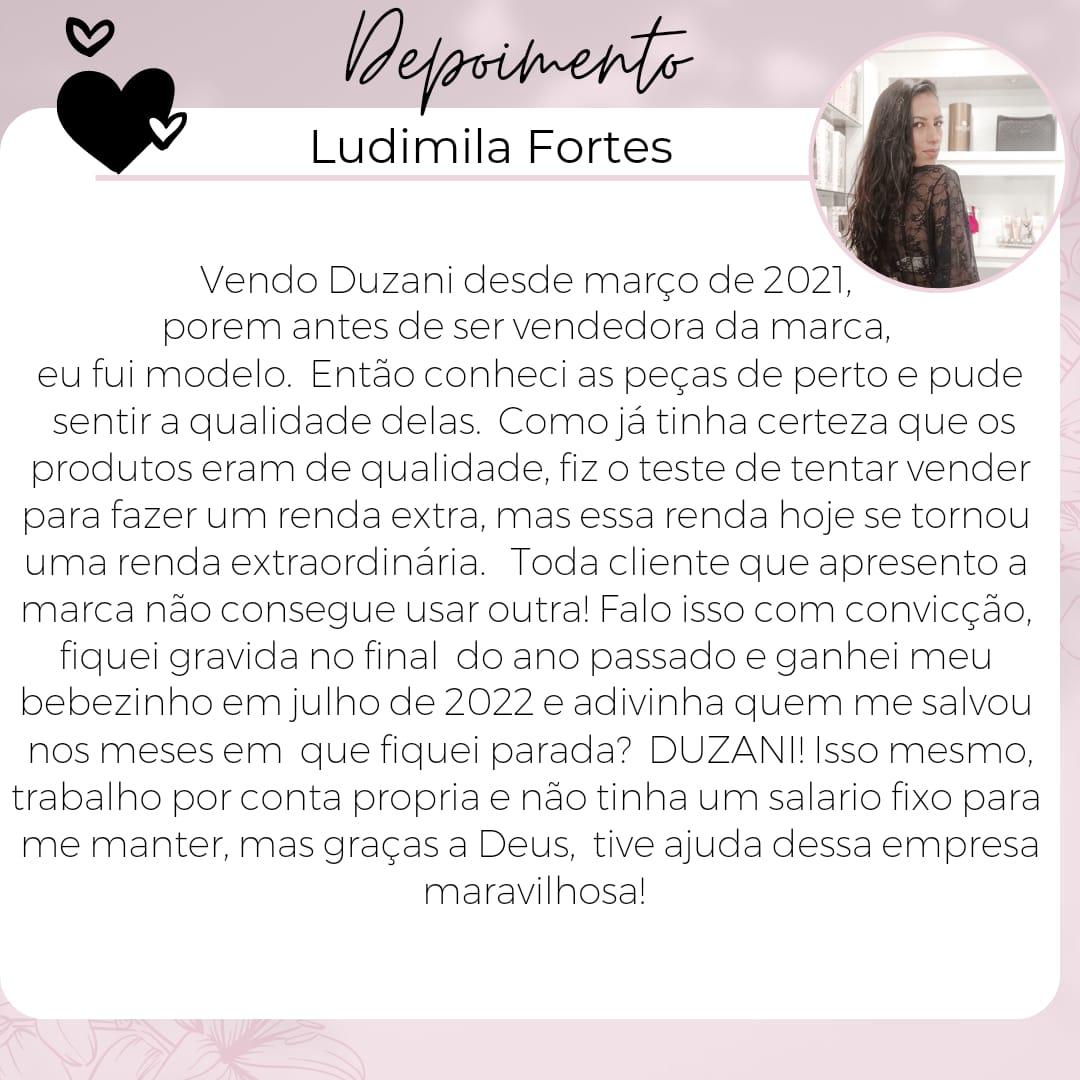 Depoimento
Ludimila Fortes
Vendo Duzani desde março de 2021,
porem antes de ser vendedora da marca,
eu fui modelo. Então conheci as peças de perto e pude
sentir a qualidade delas. Como já tinha certeza que os
produtos eram de qualidade, fiz o teste de tentar vender
para fazer um renda extra, mas essa renda hoje se tornou
uma renda extraordinária. Toda cliente que apresento a
marca não consegue usar outra! Falo isso com convicção,
fiquei gravida no final do ano passado e ganhei meu
bebezinho em julho de 2022 e adivinha quem me salvou
nos meses em que fiquei parada? DUZANI! Isso mesmo,
trabalho por conta propria e não tinha um salario fixo para
me manter, mas graças a Deus, tive ajuda dessa empresa
maravilhosa!